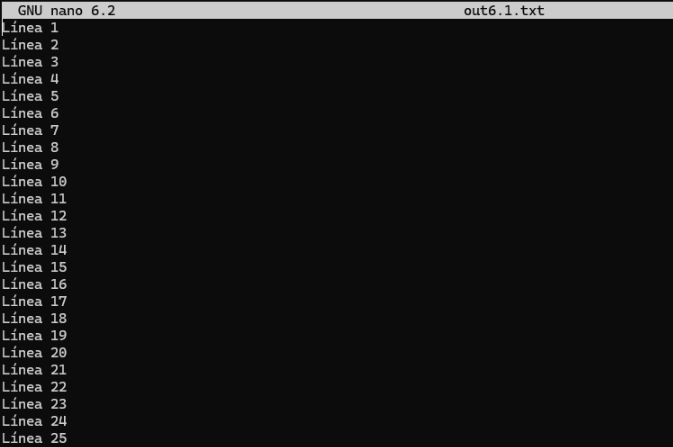 GNU nano 6.2 out6.1.txt
Línea 1
Línea 2
Línea 3
Línea 4
Línea 5
Línea 6
Línea 7
Línea 8
Línea 9
Línea 10
Línea 11
Línea 12
Línea 13
Línea 14
Línea 15
Línea 16
Línea 17
Línea 18
Línea 19
Línea 20
Línea 21
Línea 22
Línea 23
Línea 24
Línea 25